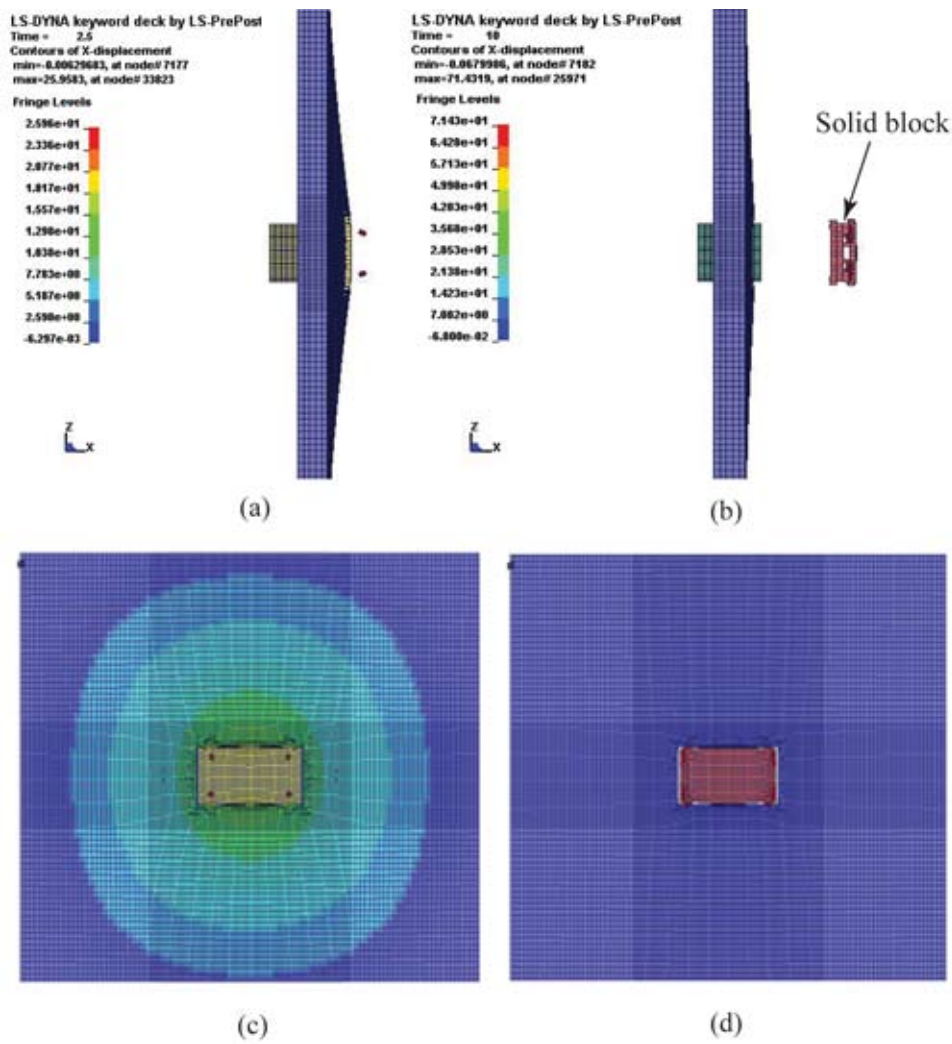 LS-DYNA keyword deck by LS-PrePost
Time = 2.5
Contours of X-displacement
min=-0.00629683, at node# 7177
max=25.9583, at node# 33823
Fringe Levels
2.596e+01
2.336e+01
2.077e+01
1.817e+01
1.557e+01
1.298e+01
1.038e+01
7.783e+00
5.187e+00
2.590e+00
-6.297e-03
Z
X
(a)
LS-DYNA keyword deck by LS-PrePost
Time = 10
Contours of X-displacement
min=-0.0679986, at node# 7182
max=71.4319, at node# 25971
Fringe Levels
7.143e+01
6.428e+01
5.713e+01
4.998e+01
4.283e+01
3.568e+01
2.853e+01
2.138e+01
1.423e+01
7.082e+00
-6.800e-02
Solid block
Z
X
(b)
(c)
(d)